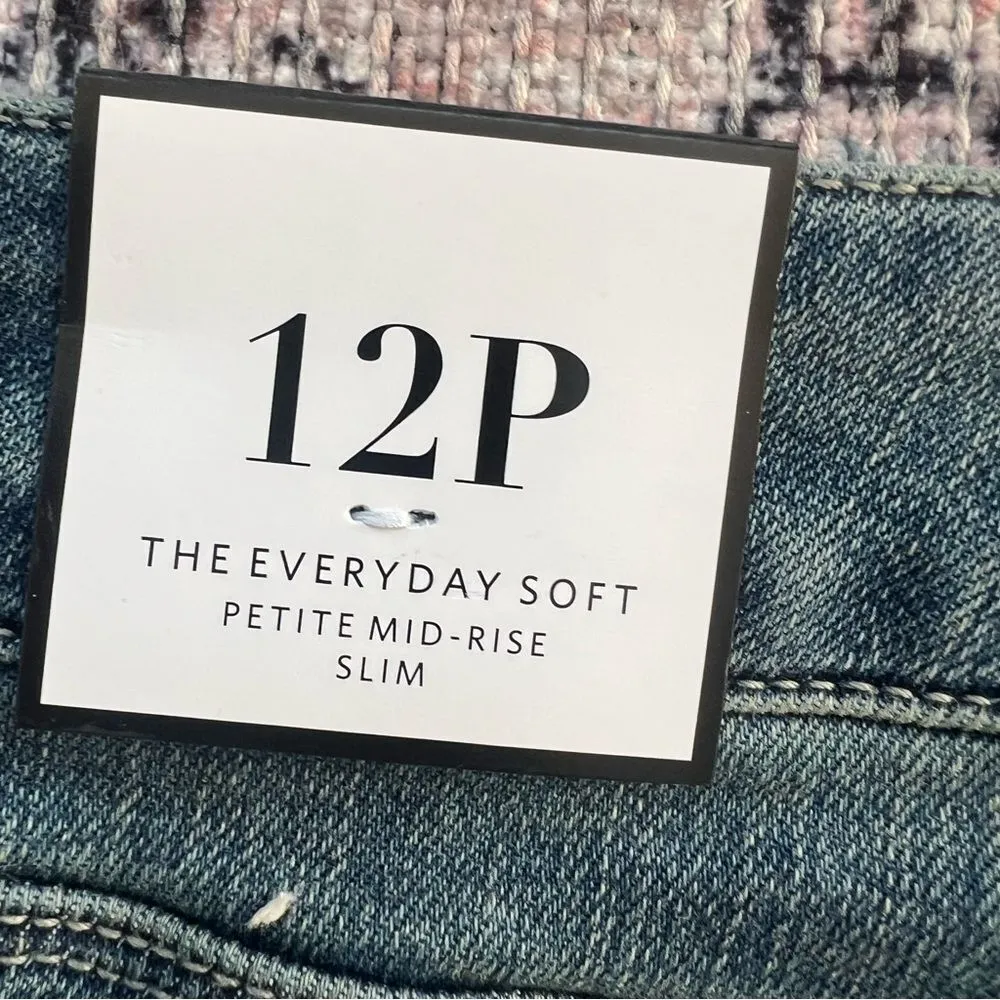 12P
THE EVERYDAY SOFT
PETITE MID-RISE
SLIM